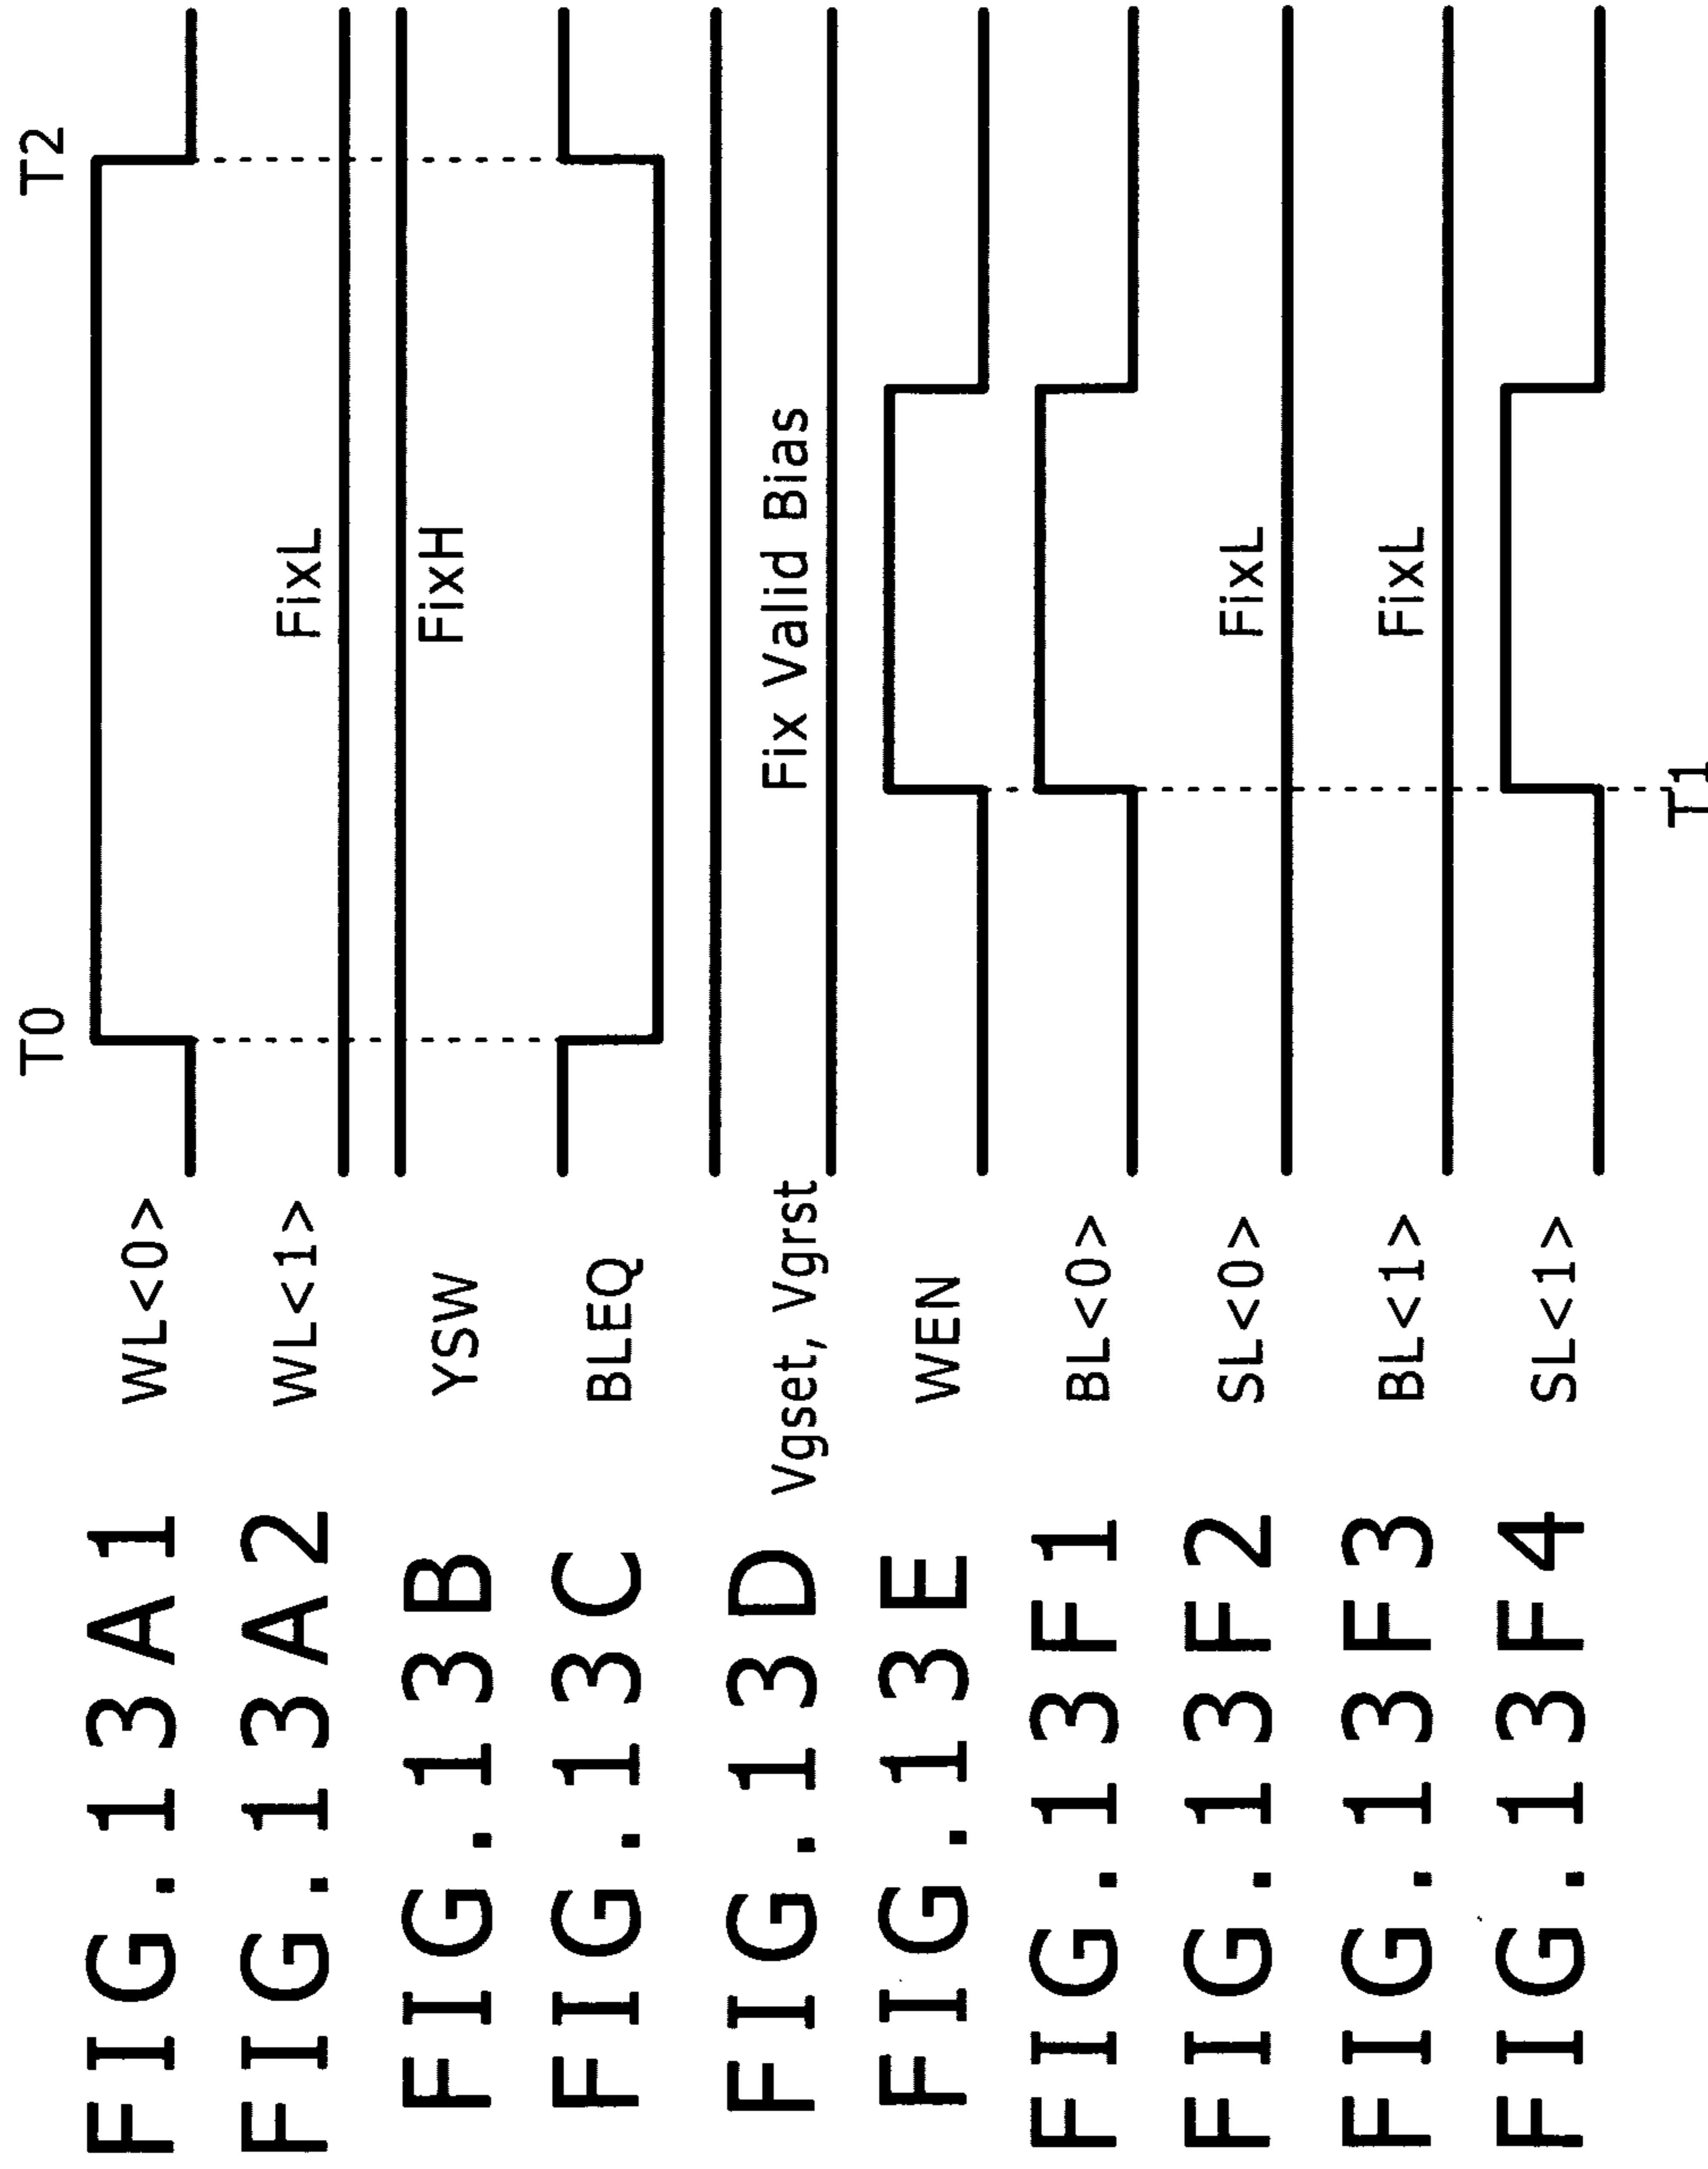 T0 T2
FIG.13A1 WL<0>
FIG.13A2 WL<1> FixL
FIG.13B YSW FixH
FIG.13C BLEQ
FIG.13D Vgset, Vgrst Fix Valid Bias
FIG.13E WEN
FIG.13F1 BL<0>
FIG.13F2 SL<0> FixL
FIG.13F3 BL<1> FixL
FIG.13F4 SL<1>
T1